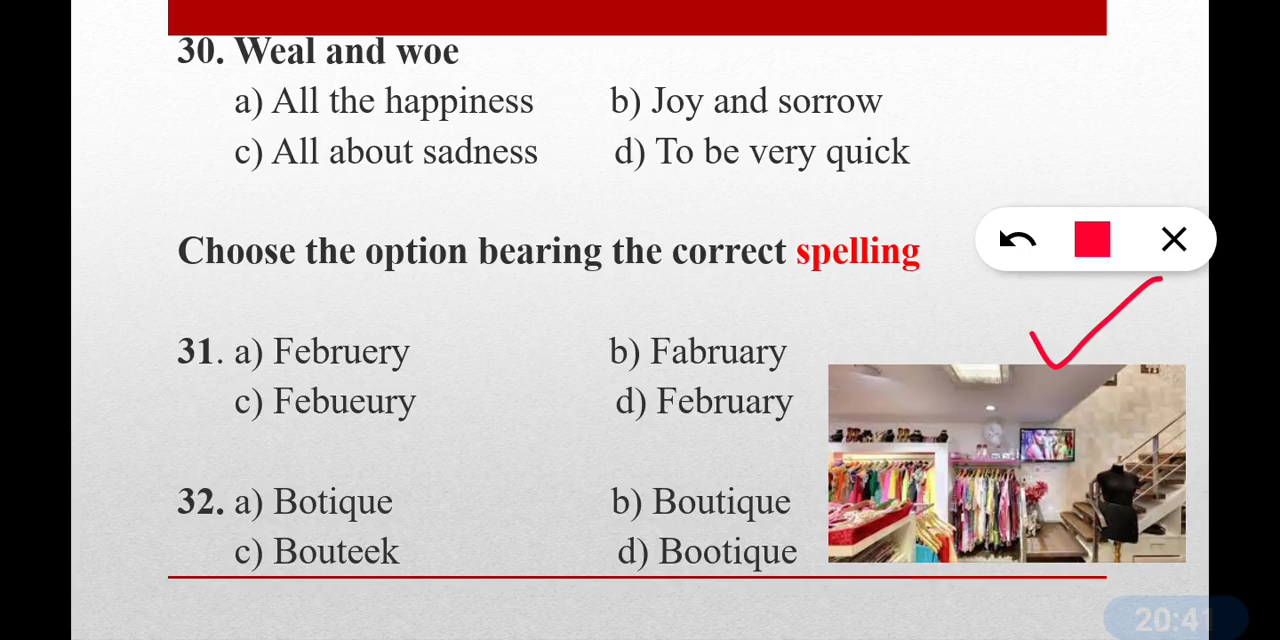 30. Weal and woe
a) All the happiness b) Joy and sorrow
c) All about sadness d) To be very quick
Choose the option bearing the correct spelling
31. a) Februery b) Fabruary
c) Febueury d) February
32. a) Botique b) Boutique
c) Bouteek d) Bootique
20:41